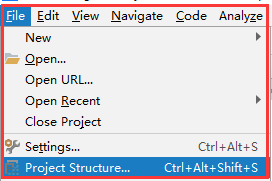 File Edit View Navigate Code Analyze
New
Open...
Open URL...
Open Recent
Close Project
Settings... Ctrl+Alt+S
Project Structure... Ctrl+Alt+Shift+S